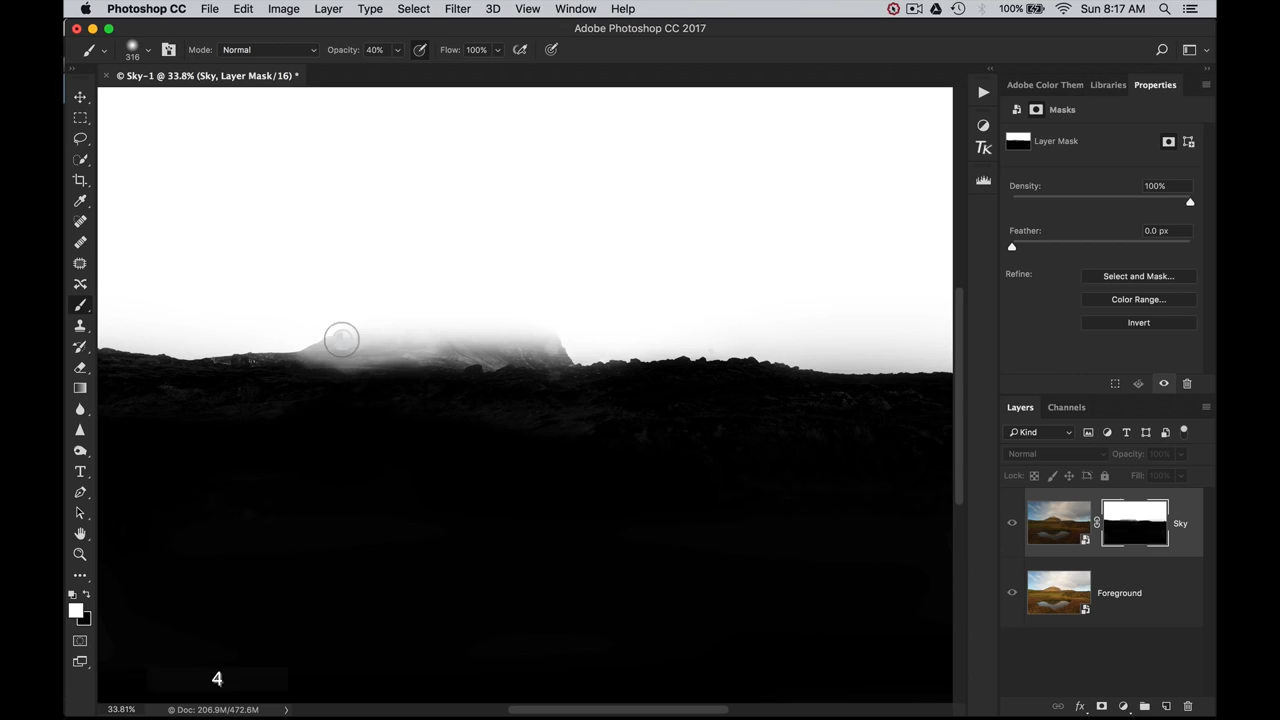 Photoshop CC File Edit Image Layer Type Select Filter 3D View Window Help 100% Sun 8:17 AM
Adobe Photoshop CC 2017
316 Mode: Normal Opacity: 40% Flow: 100%
× © Sky-1 @ 33.8% (Sky, Layer Mask/16) *
Adobe Color Them Libraries Properties
Masks
TK
Layer Mask
Density: 100%
Feather: 0.0 px
Refine: Select and Mask...
Color Range...
Invert
Layers Channels
Kind
Normal Opacity: 100%
Lock: Fill: 100%
Sky
Foreground
4
33.81% © Doc: 206.9M/472.6M